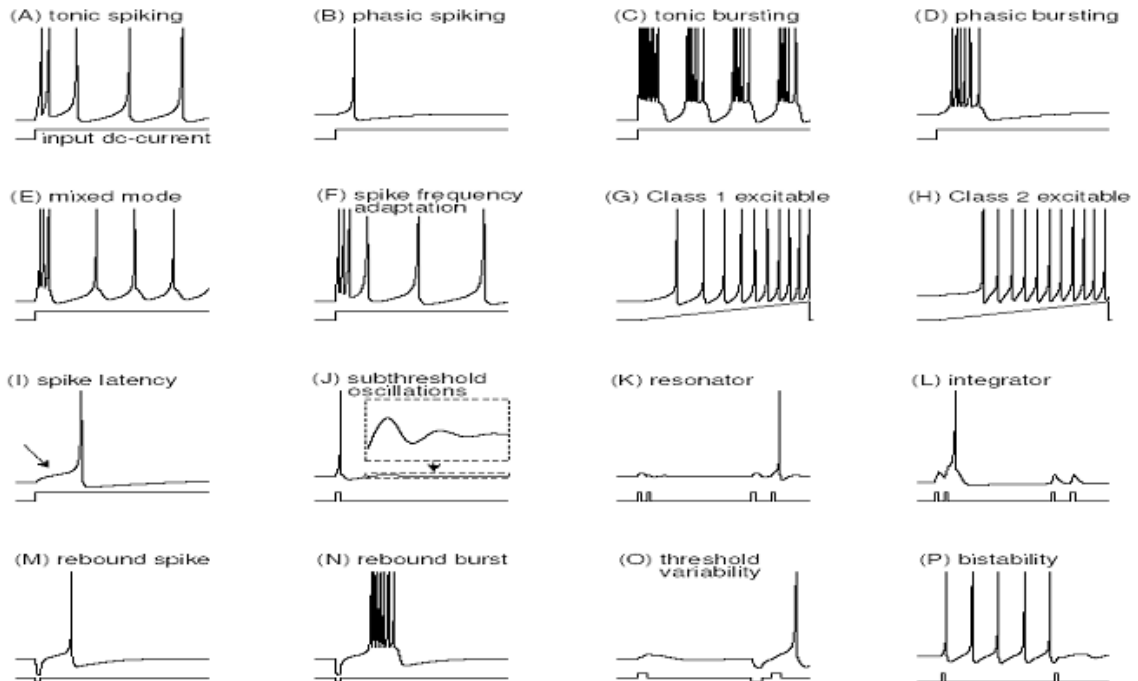 (A) tonic spiking
(B) phasic spiking
(C) tonic bursting
(D) phasic bursting
input dc-current
(E) mixed mode
(F) spike frequency
adaptation
(G) Class 1 excitable
(H) Class 2 excitable
(I) spike latency
(J) subthreshold
oscillations
(K) resonator
(L) integrator
(M) rebound spike
(N) rebound burst
(O) threshold
variability
(P) bistability